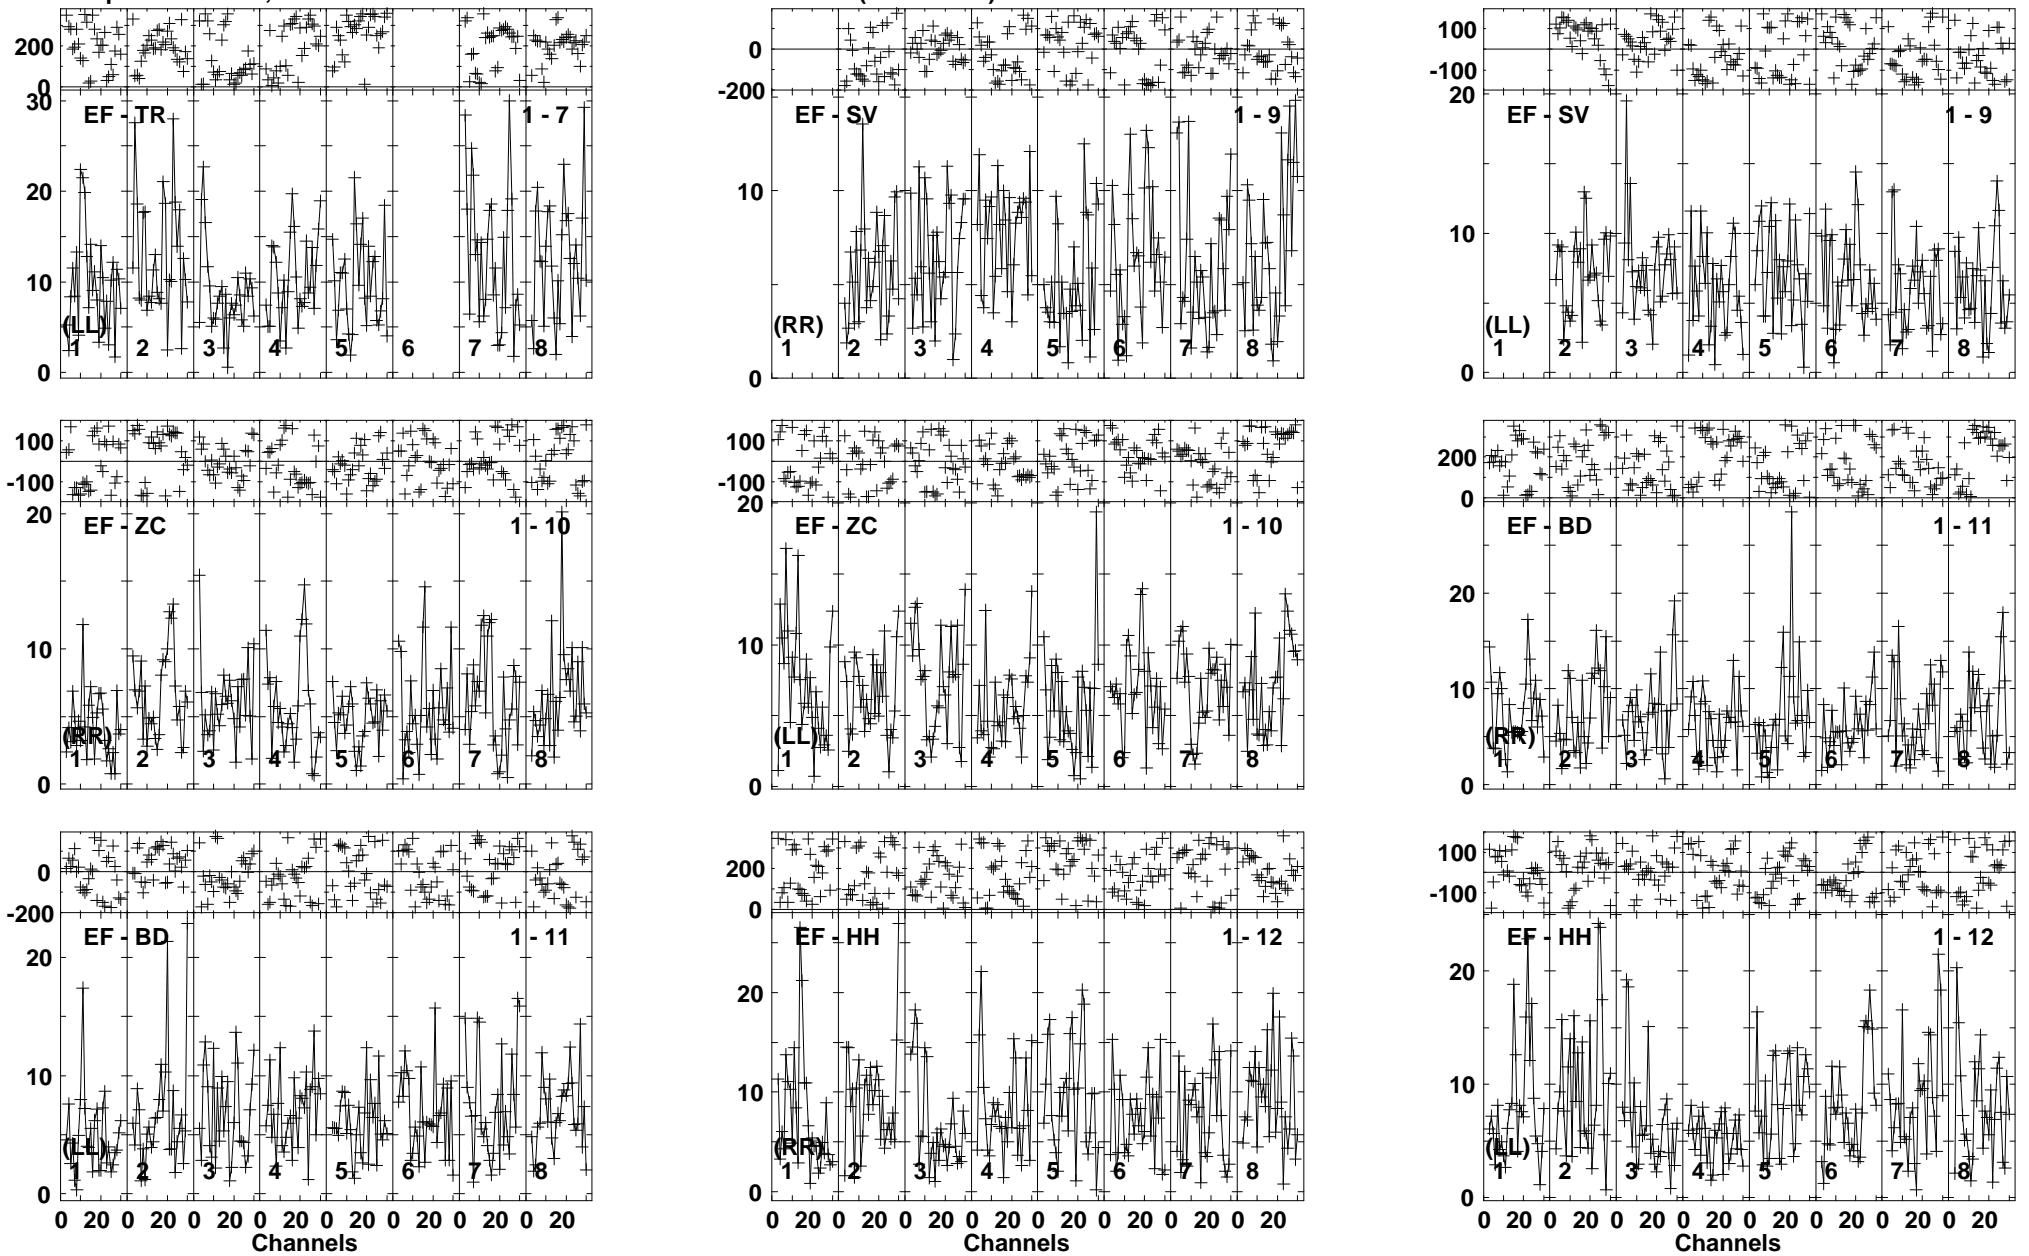 200 0 100
0 -200 -100
30 20 10 0 EF - TR 1 - 7 (LL) 1 2 3 4 5 6 7 8
10 0 EF - SV 1 - 9 (RR) 1 2 3 4 5 6 7 8
20 10 0 EF - SV 1 - 9 (LL) 1 2 3 4 5 6 7 8
100 -100 100 -100 200 0
20 10 0 EF - ZC 1 - 10 (RR) 1 2 3 4 5 6 7 8
20 10 0 EF - ZC 1 - 10 (LL) 1 2 3 4 5 6 7 8
20 10 0 EF - BD 1 - 11 (RR) 1 2 3 4 5 6 7 8
0 -200 200 0 100 -100
20 10 0 EF - BD 1 - 11 (LL) 1 2 3 4 5 6 7 8
20 10 0 EF - HH 1 - 12 (RR) 1 2 3 4 5 6 7 8
20 10 0 EF - HH 1 - 12 (LL) 1 2 3 4 5 6 7 8
0 20 0 20 0 20 0 20 0 20 0 20 0 20 0 20
0 20 0 20 0 20 0 20 0 20 0 20 0 20 0 20
0 20 0 20 0 20 0 20 0 20 0 20 0 20 0 20
Channels Channels Channels